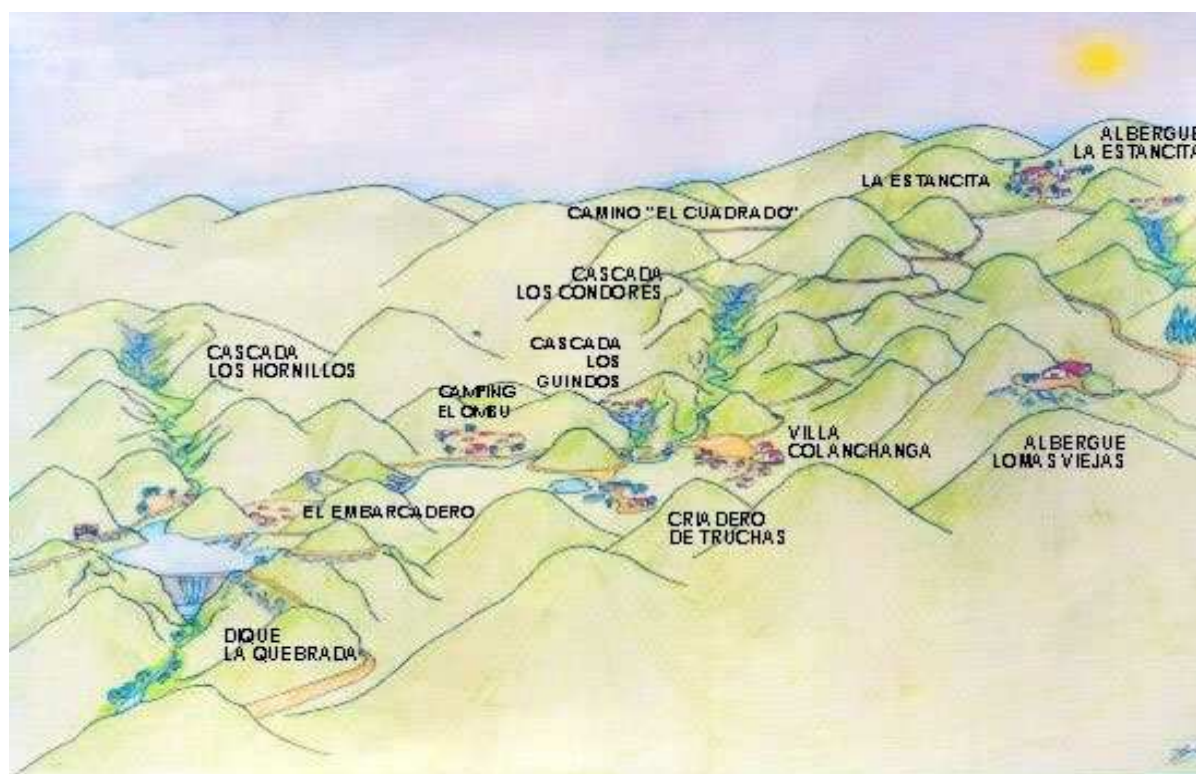 ALBERGUE
LA ESTANCITA
LA ESTANCITA
CAMINO "EL CUADRADO"
CASCADA
LOS CONDORES
CASCADA
LOS HORNILLOS
CASCADA
LOS
GUINDOS
CAMPING
EL OMBU
VILLA
COLANCHANGA
ALBERGUE
LOMAS VIEJAS
EL EMBARCADERO
CRIADERO
DE TRUCHAS
DIQUE
LA QUEBRADA